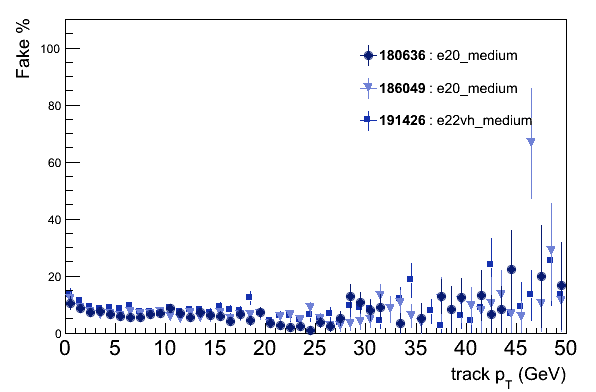 Fake %
100
80
60
40
20
0
180636 : e20_medium
186049 : e20_medium
191426 : e22vh_medium
0 5 10 15 20 25 30 35 40 45 50
track pT (GeV)